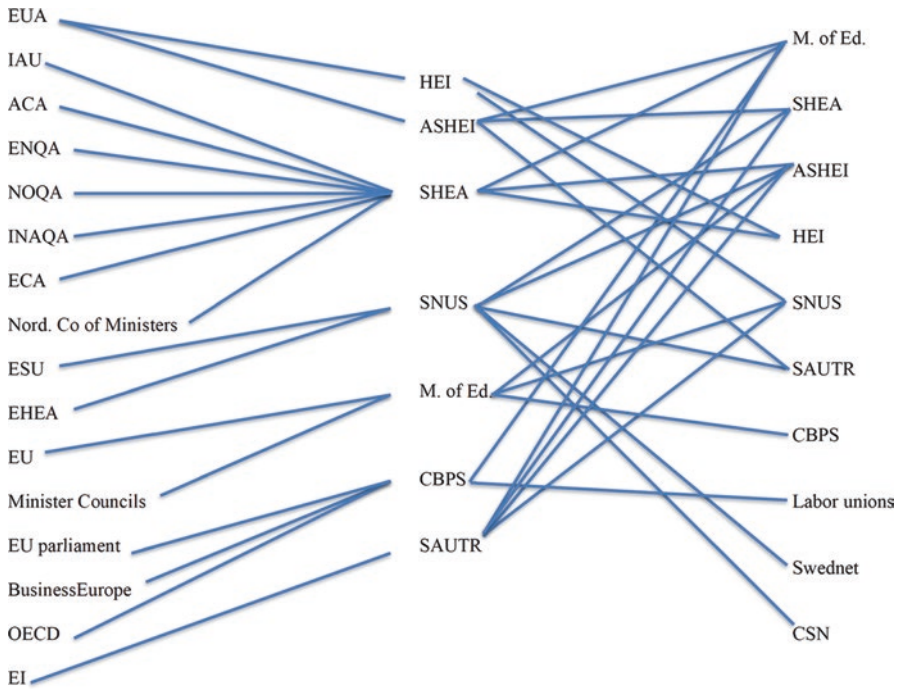 EUA
IAU
ACA
ENQA
NOQA
INAQA
ECA
Nord. Co of Ministers
ESU
EHEA
EU
Minister Councils
EU parliament
BusinessEurope
OECD
EI
HEI
ASHEI
SHEA
SNUS
M. of Ed.
CBPS
SAUTR
M. of Ed.
SHEA
ASHEI
HEI
SNUS
SAUTR
CBPS
Labor unions
Swednet
CSN